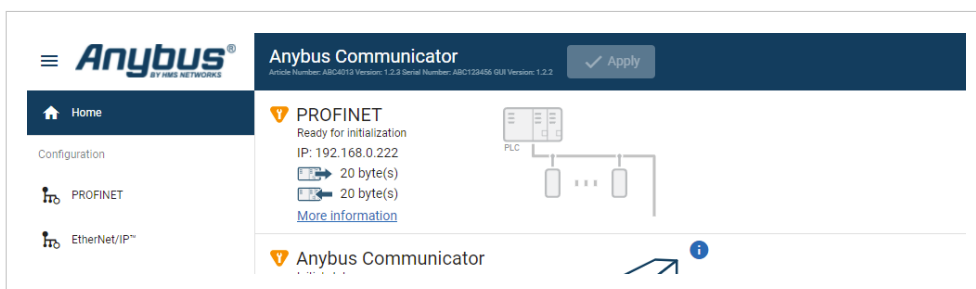 Anybus®
BY HMS NETWORKS
Anybus Communicator
Article Number: ABC4013 Version: 1.2.3 Serial Number: ABC123456 GUI Version: 1.2.2
Apply
Home
Configuration
PROFINET
EtherNet/IP™
PROFINET
Ready for initialization
IP: 192.168.0.222
20 byte(s)
20 byte(s)
More information
PLC
Anybus Communicator